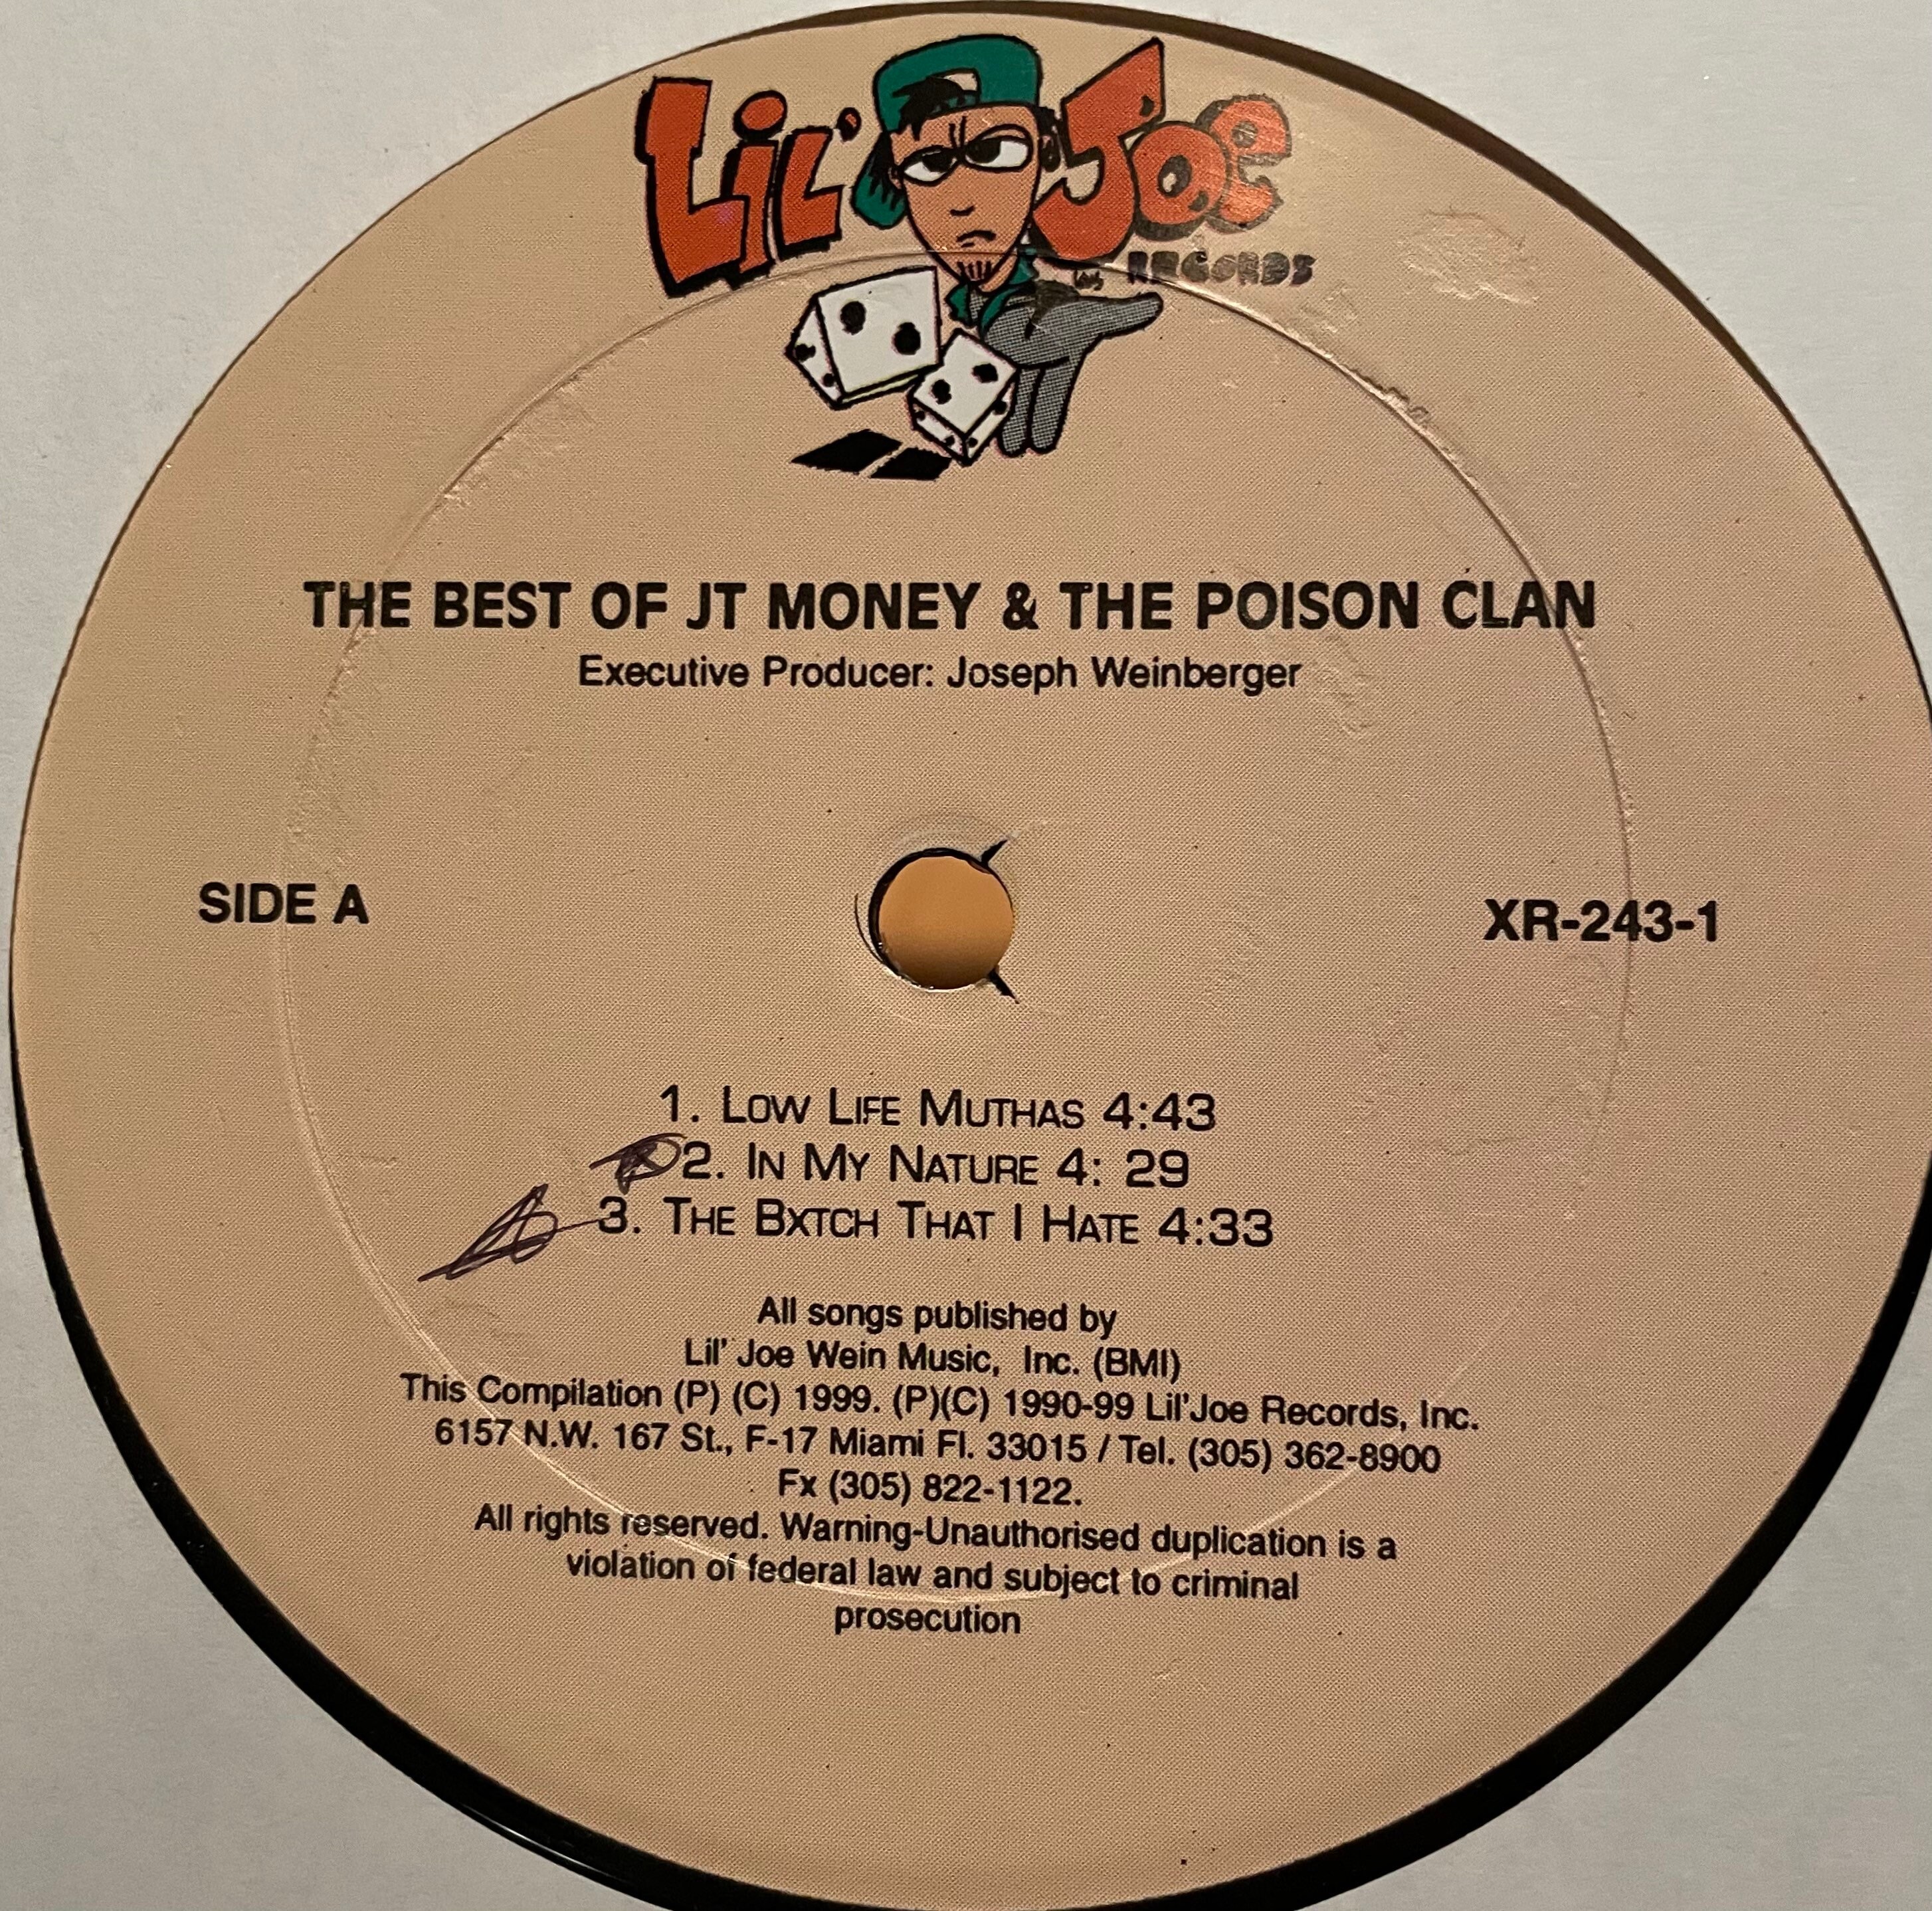 Lil' Joe
RECORDS
THE BEST OF JT MONEY & THE POISON CLAN
Executive Producer: Joseph Weinberger
SIDE A
XR-243-1
1. LOW LIFE MUTHAS 4:43
2. IN MY NATURE 4: 29
3. THE BXTCH THAT I HATE 4:33
All songs published by
Lil' Joe Wein Music, Inc. (BMI)
This Compilation (P) (C) 1999. (P)(C) 1990-99 Lil'Joe Records, Inc.
6157 N.W. 167 St., F-17 Miami Fl. 33015 / Tel. (305) 362-8900
Fx (305) 822-1122.
All rights reserved. Warning-Unauthorised duplication is a
violation of federal law and subject to criminal
prosecution